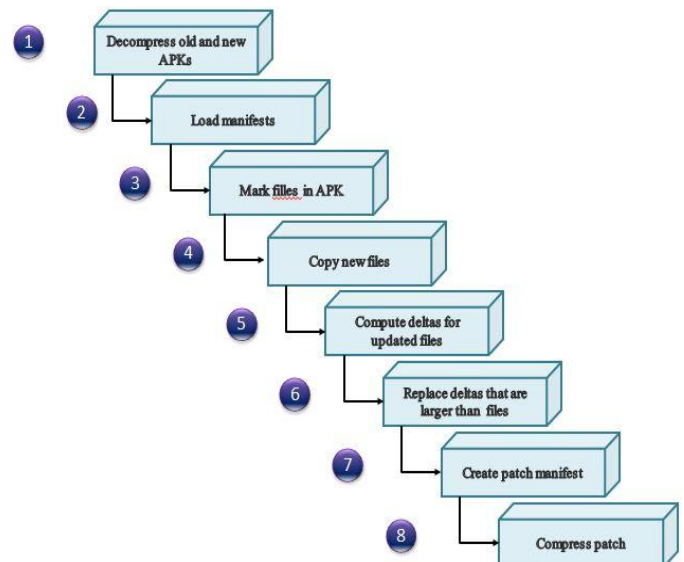 1
Decompress old and new
APKs
2
Load manifests
3
Mark filles in APK
4
Copy new files
5
Compute deltas for
updated files
6
Replace deltas that are
larger than files
7
Create patch manifest
8
Compress patch